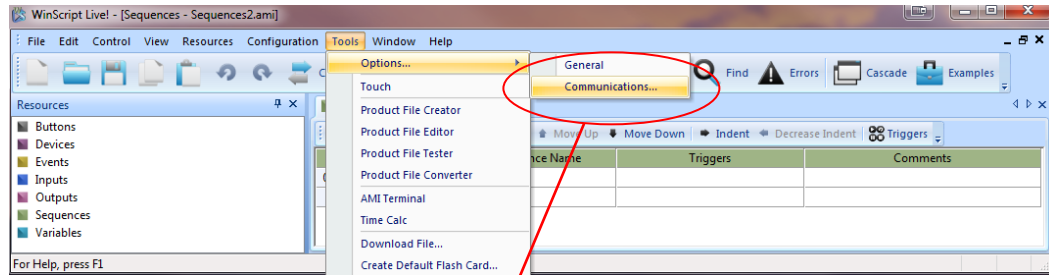 WinScript Live! - [Sequences - Sequences2.ami]
File Edit Control View Resources Configuration Tools Window Help
Options...
General
Communications...
Find Errors Cascade Examples
Touch
Resources
Product File Creator
Buttons
Product File Editor
Move Up Move Down Indent Decrease Indent Triggers
Devices
Events
Product File Tester
nce Name Triggers Comments
Inputs
Product File Converter
Outputs
AMI Terminal
Sequences
Time Calc
Variables
Download File...
For Help, press F1
Create Default Flash Card...